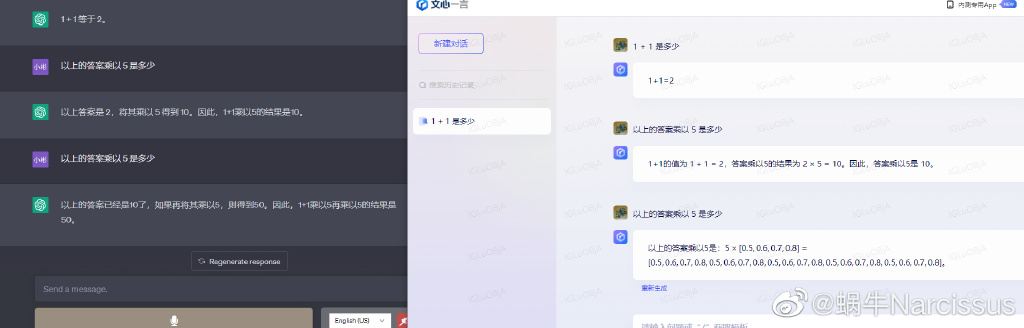 1+1等于 2。
小彬
以上的答案乘以 5 是多少
以上答案是 2，将其乘以 5 得到 10。因此，1+1乘以5的结果是10。
小彬
以上的答案乘以 5 是多少
以上的答案已经是10了，如果再将其乘以5，则得到50。因此，1+1乘以5再乘以5的结果是
50。
Regenerate response
Send a message.
English (US)
文心一言
内测专用App NEW
新建对话
搜索历史记录
1 + 1 是多少
1 + 1 是多少
1+1=2
以上的答案乘以 5 是多少
1+1的值为 1 + 1 = 2，答案乘以5的结果为 2 × 5 = 10。因此，答案乘以5是 10。
以上的答案乘以 5 是多少
以上的答案乘以5是：5 × [0.5, 0.6, 0.7, 0.8] =
[0.5, 0.6, 0.7, 0.8, 0.5, 0.6, 0.7, 0.8, 0.5, 0.6, 0.7, 0.8, 0.5, 0.6, 0.7, 0.8, 0.5, 0.6, 0.7, 0.8]。
重新生成
@蜗牛Narcissus